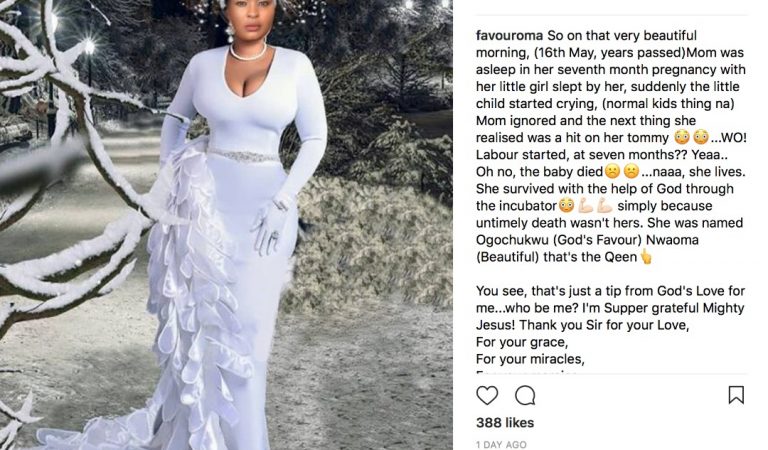 favouroma So on that very beautiful
morning, (16th May, years passed)Mom was
asleep in her seventh month pregnancy with
her little girl slept by her, suddenly the little
child started crying, (normal kids thing na)
Mom ignored and the next thing she
realised was a hit on her tommy 😳 😳...WO!
Labour started, at seven months?? Yeaa..
Oh no, the baby died☹️ ☹️...naaa, she lives.
She survived with the help of God through
the incubator😳💪🏻💪🏻 simply because
untimely death wasn't hers. She was named
Ogochukwu (God's Favour) Nwaoma
(Beautiful) that's the Qeen👆
You see, that's just a tip from God's Love for
me...who be me? I'm Supper grateful Mighty
Jesus! Thank you Sir for your Love,
For your grace,
For your miracles,
388 likes
1 DAY AGO